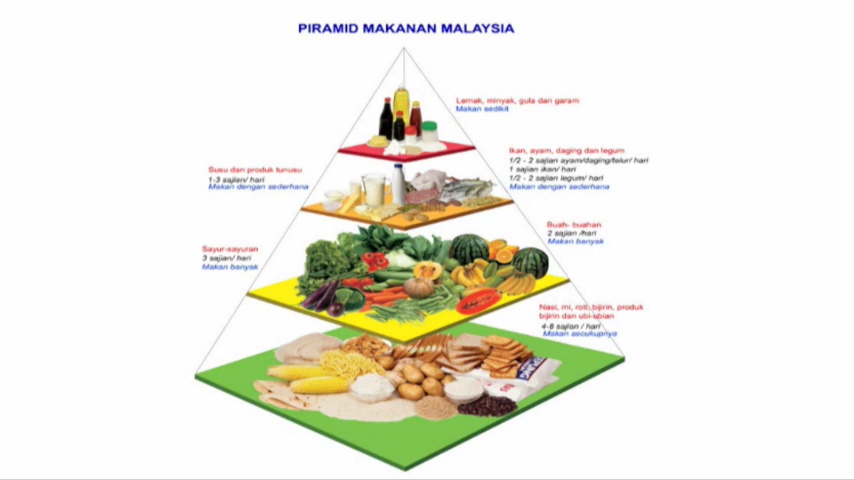 PIRAMID MAKANAN MALAYSIA
Lemak, minyak, gula dan garam
Makan sedikit
Ikan, ayam, daging dan legum
1/2 - 2 sajian ayam/daging/telur/ hari
1 sajian ikan/ hari
1/2 - 2 sajian legum/ hari
Makan dengan sederhana
Susu dan produk tunusu
1-3 sajian/ hari
Makan dengan sederhana
Buah- buahan
2 sajian /hari
Makan banyak
Sayur-sayuran
3 sajian/ hari
Makan banyak
Nasi, mi, roti, bijirin, produk
bijirin dan ubi-ubian
4-8 sajian / hari
Makan secukupnya